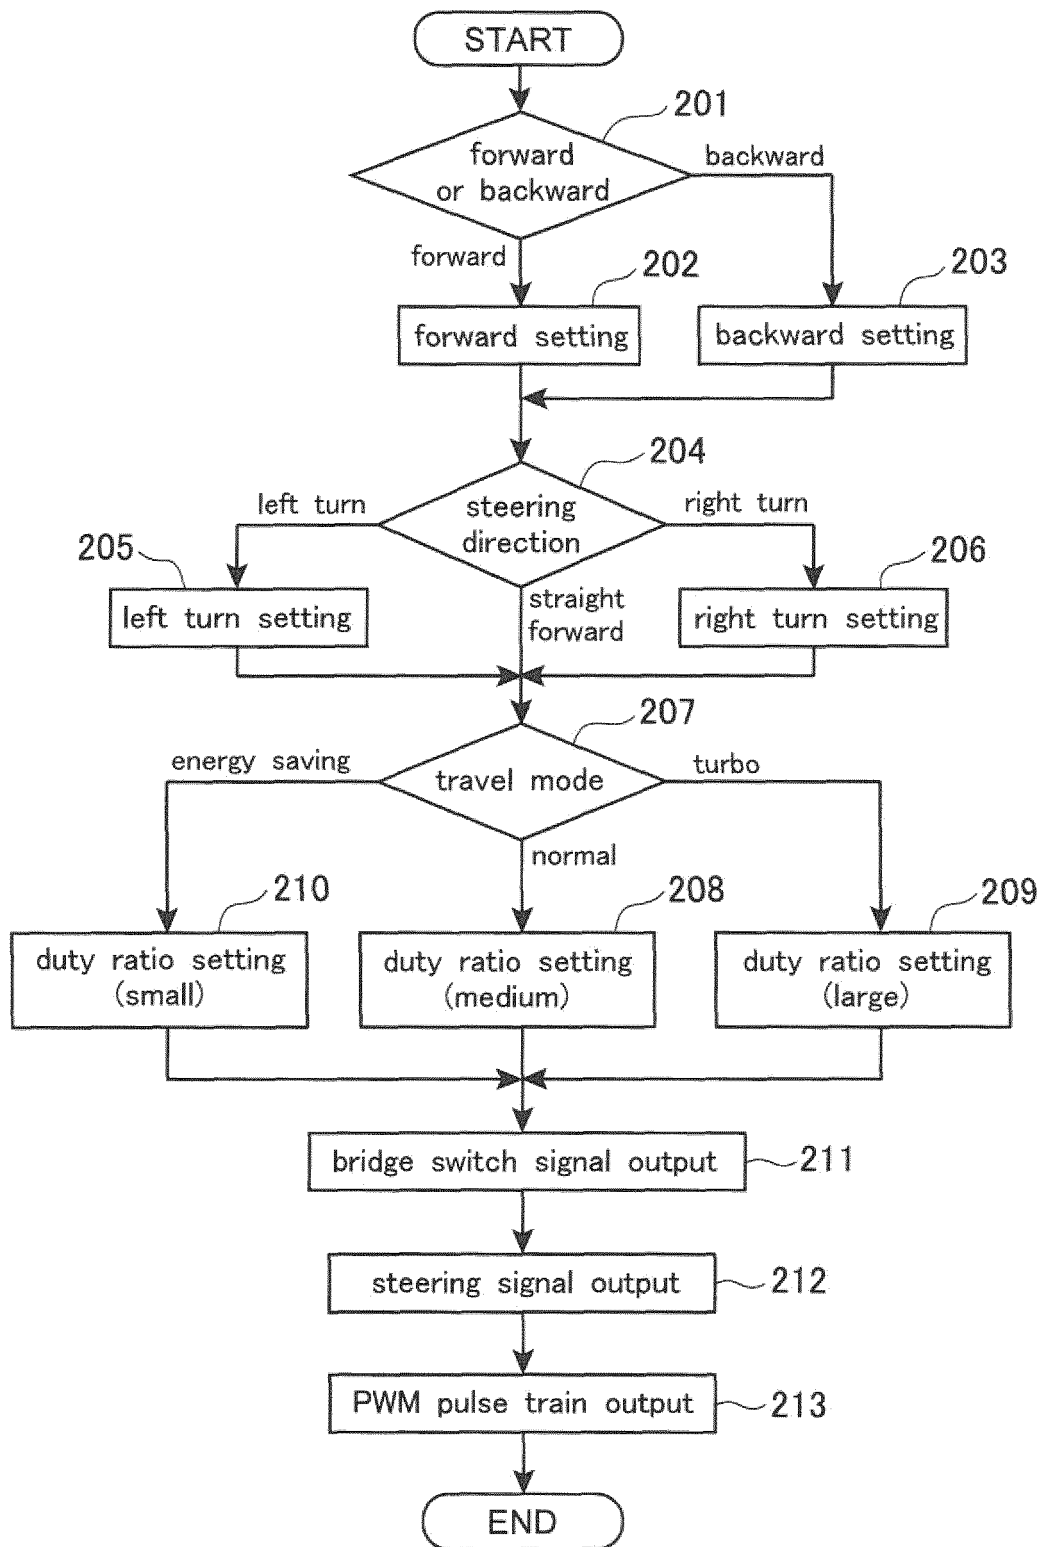 START
201
forward
or backward
backward
forward
202
203
forward setting
backward setting
204
left turn
steering
direction
right turn
205
206
left turn setting
straight
forward
right turn setting
207
energy saving
travel mode
turbo
normal
210
208
209
duty ratio setting
(small)
duty ratio setting
(medium)
duty ratio setting
(large)
bridge switch signal output
211
steering signal output
212
PWM pulse train output
213
END